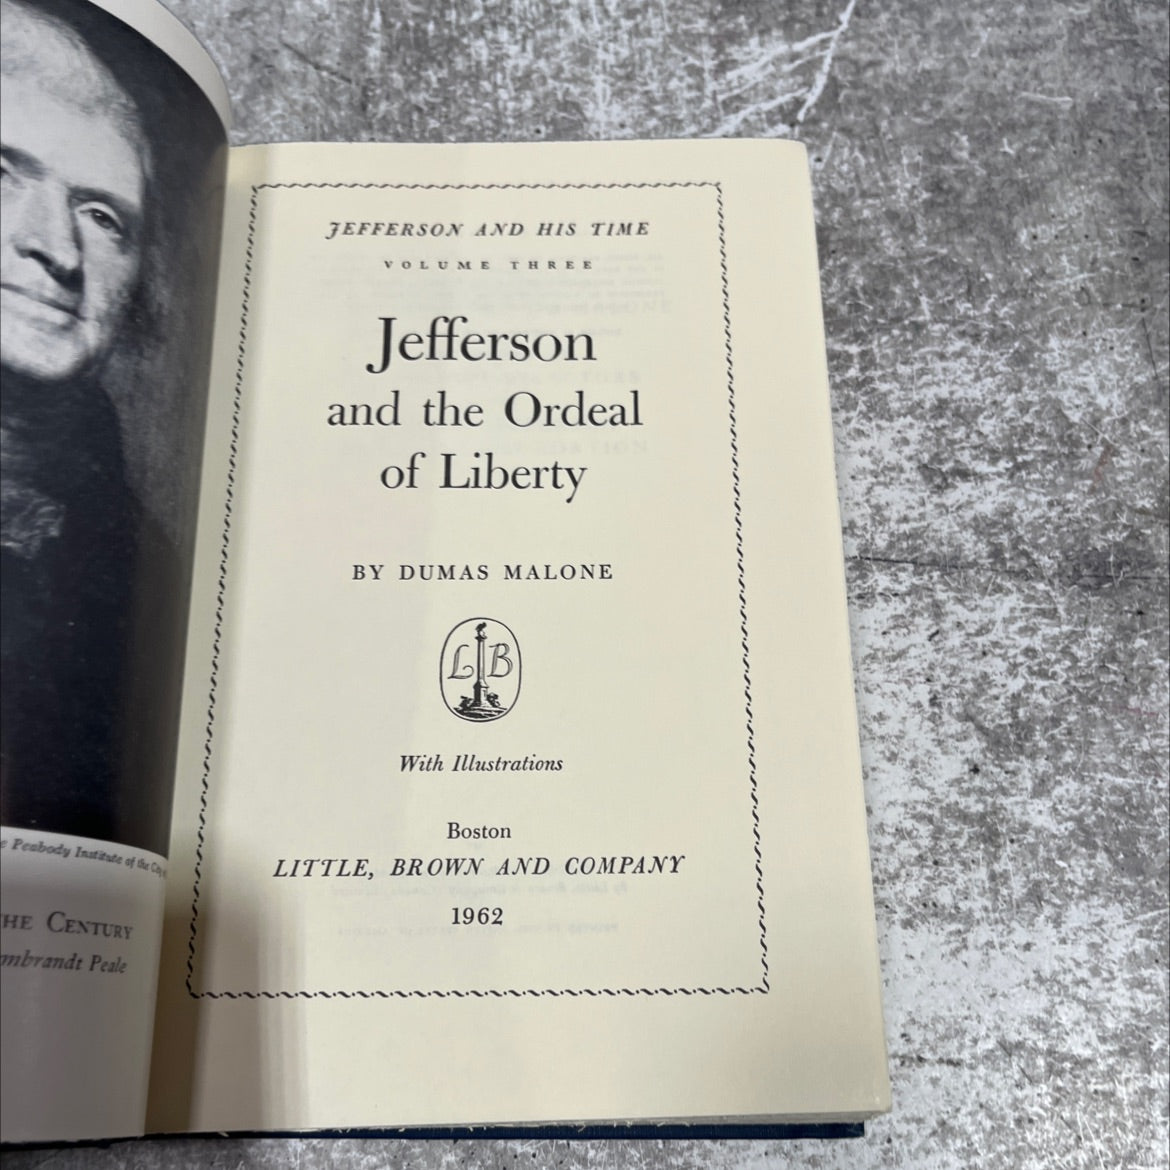 e Peabody Institute of the City
HE CENTURY
mbrandt Peale
JEFFERSON AND HIS TIME
VOLUME THREE
Jefferson
and the Ordeal
of Liberty
BY DUMAS MALONE
L B
With Illustrations
Boston
LITTLE, BROWN AND COMPANY
1962